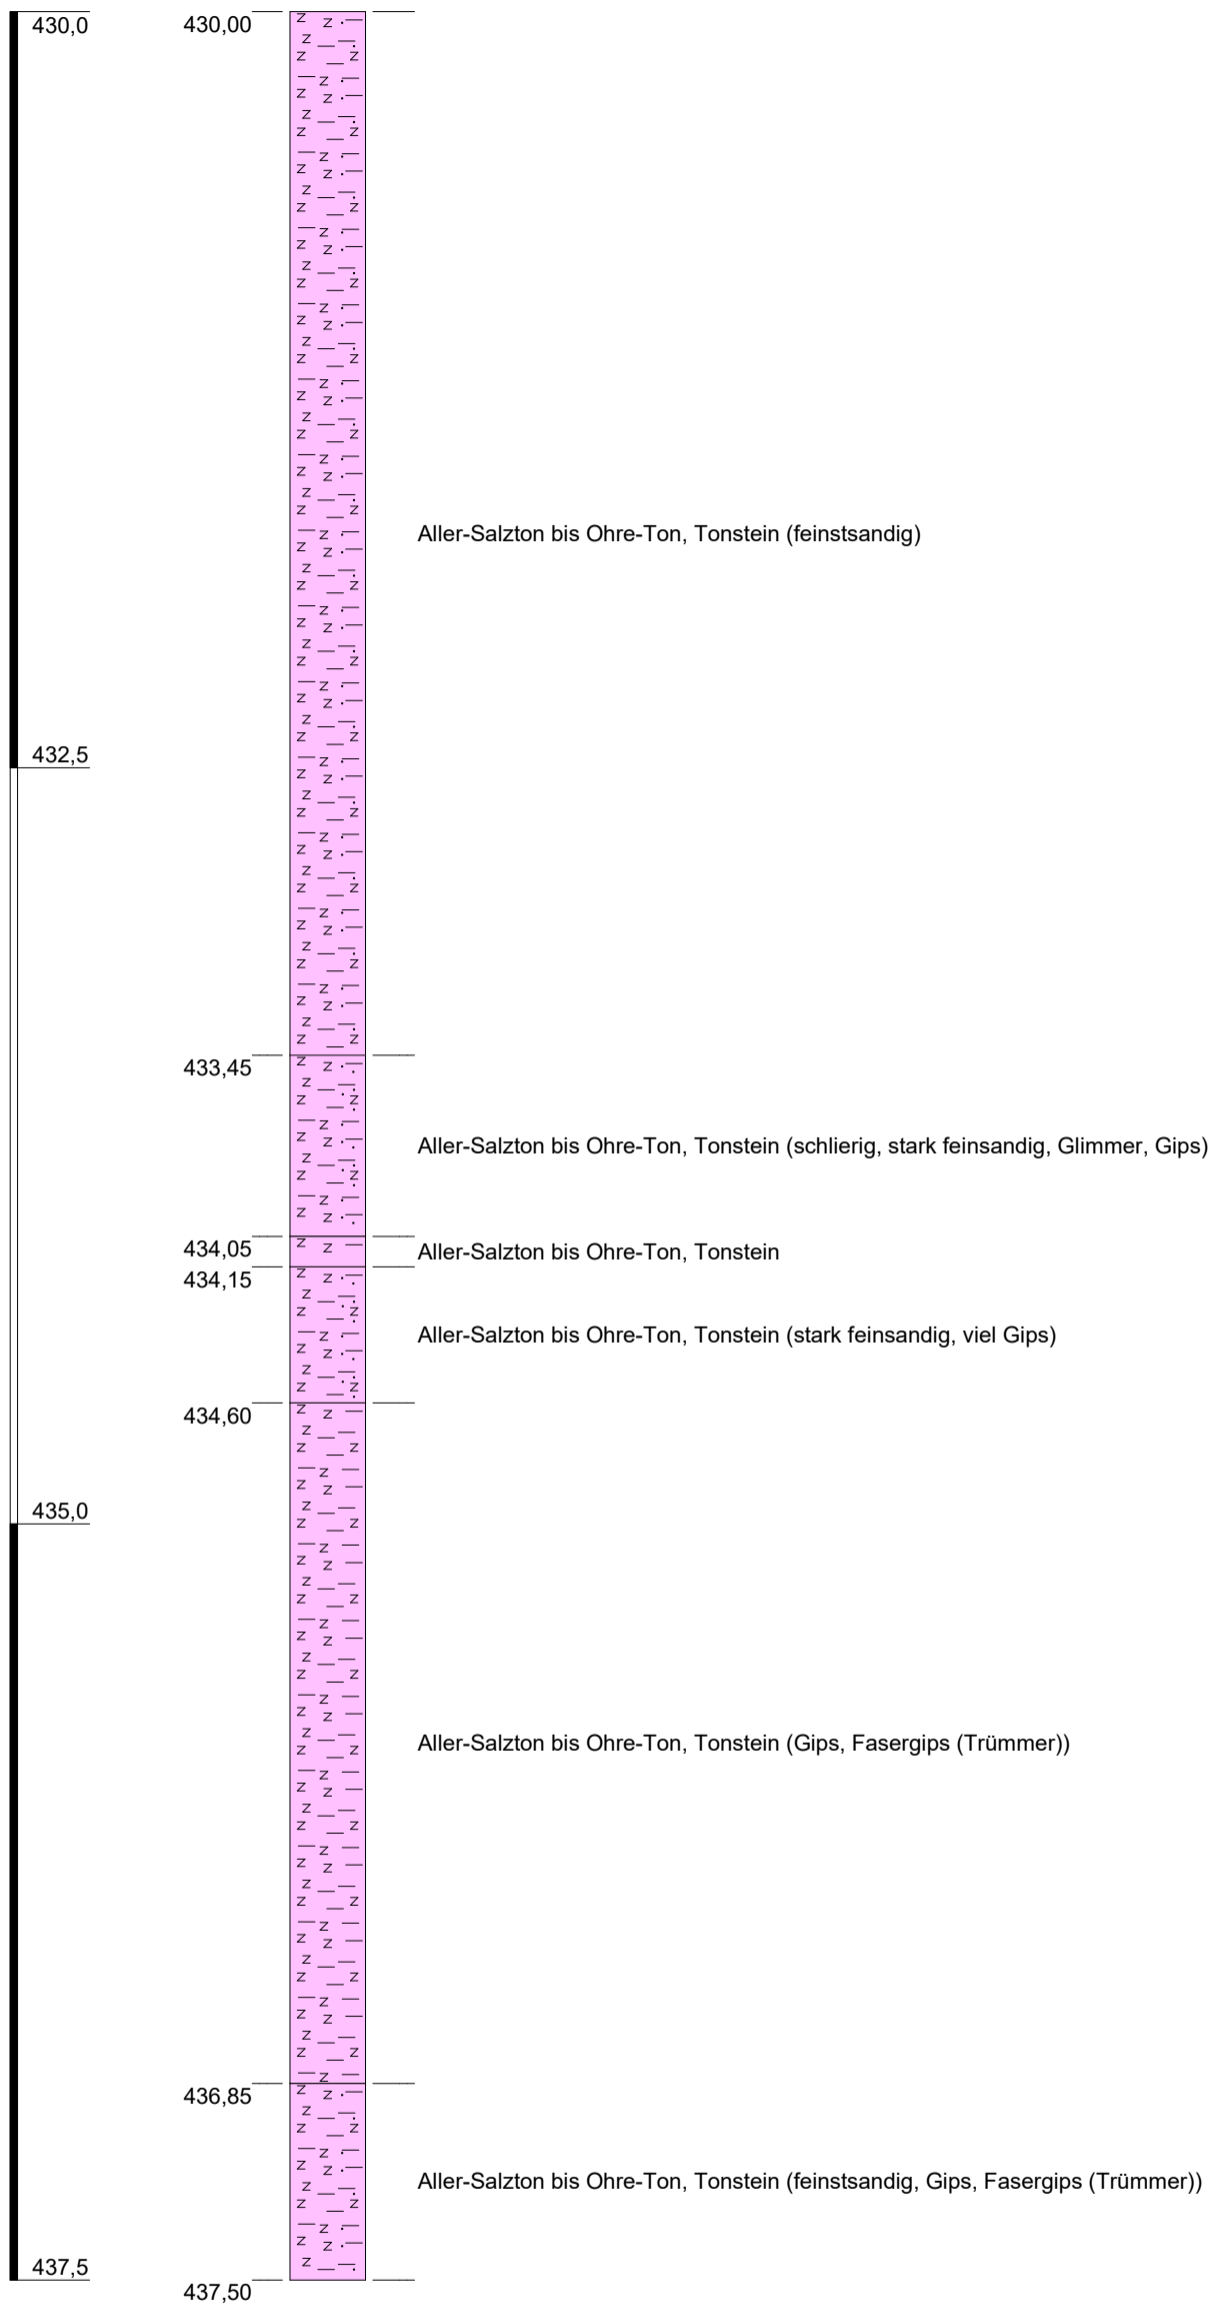 430,0
430,00
Aller-Salzton bis Ohre-Ton, Tonstein (feinstsandig)
432,5
433,45
Aller-Salzton bis Ohre-Ton, Tonstein (schlierig, stark feinsandig, Glimmer, Gips)
434,05
Aller-Salzton bis Ohre-Ton, Tonstein
434,15
Aller-Salzton bis Ohre-Ton, Tonstein (stark feinsandig, viel Gips)
434,60
435,0
Aller-Salzton bis Ohre-Ton, Tonstein (Gips, Fasergips (Trümmer))
436,85
Aller-Salzton bis Ohre-Ton, Tonstein (feinstsandig, Gips, Fasergips (Trümmer))
437,5
437,50